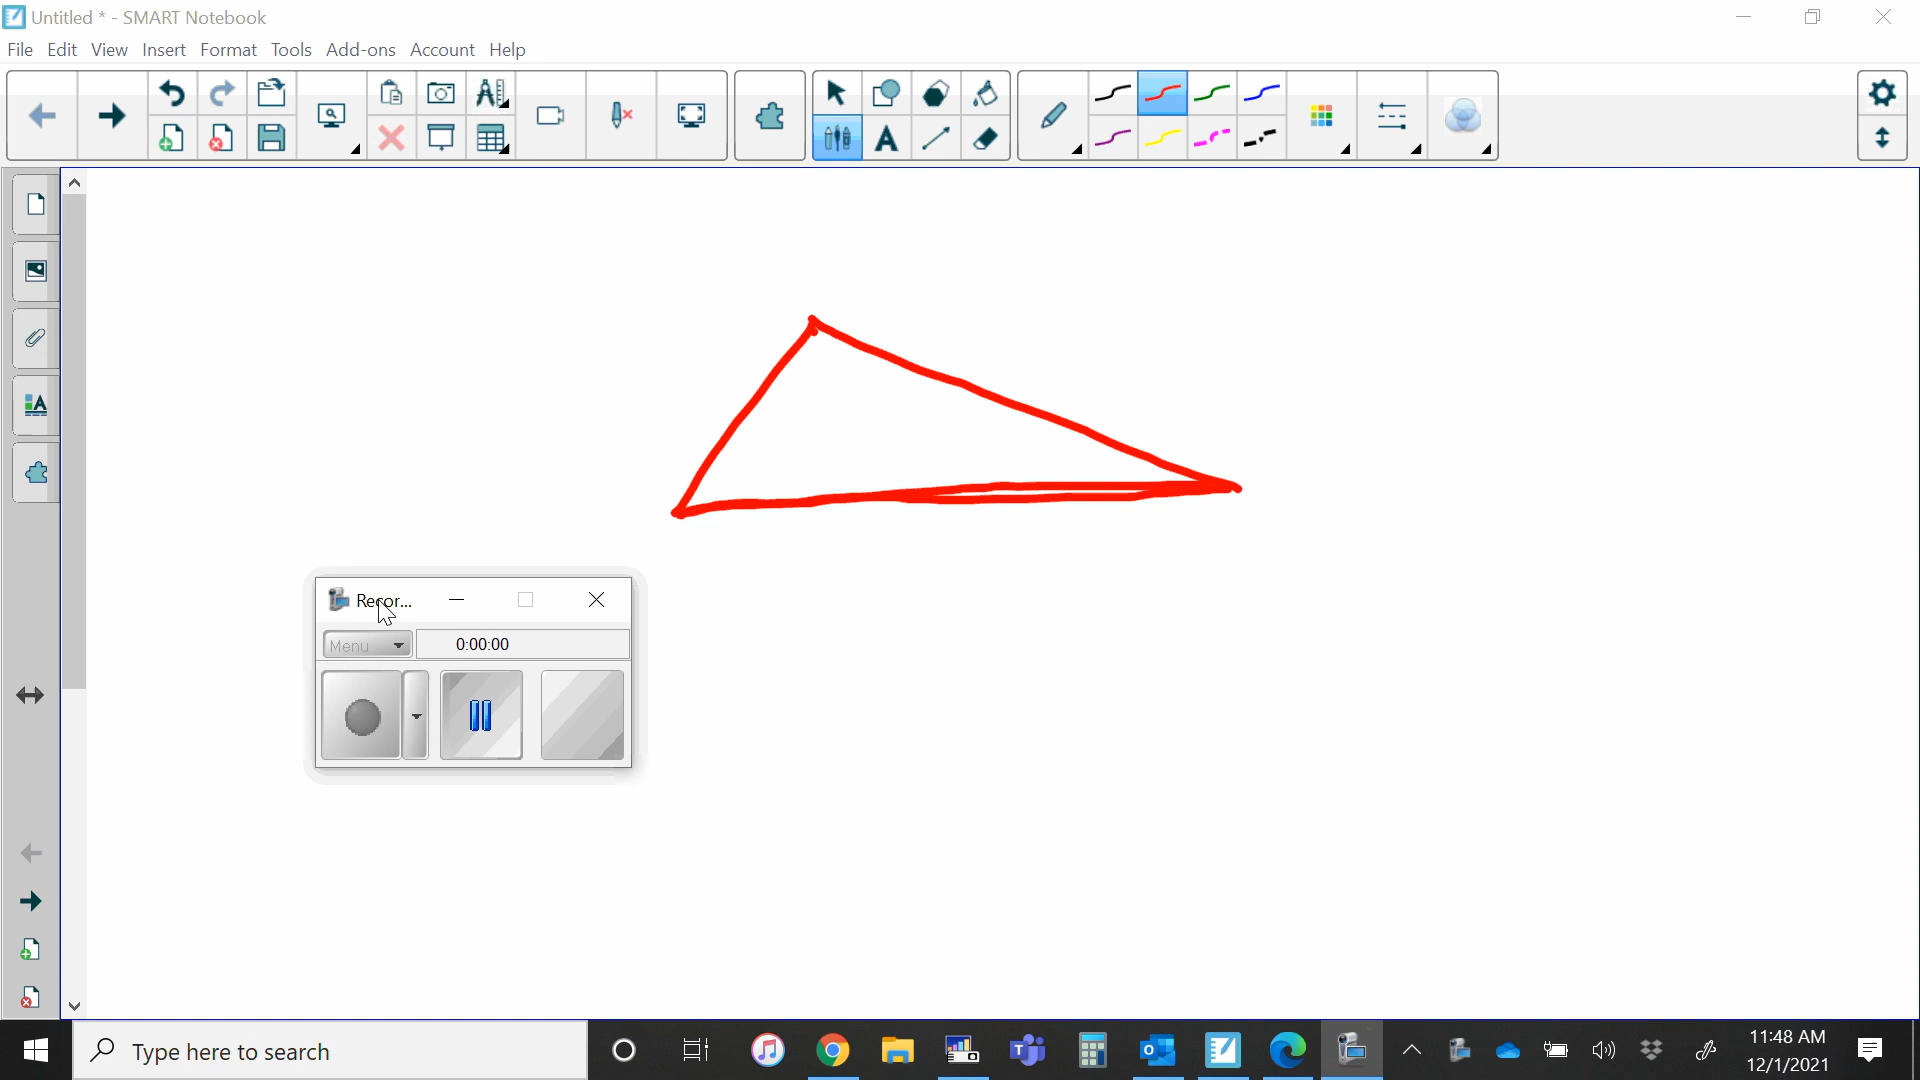 Untitled * - SMART Notebook
File Edit View Insert Format Tools Add-ons Account Help
Recor...
Menu 0:00:00
Type here to search
11:48 AM
12/1/2021